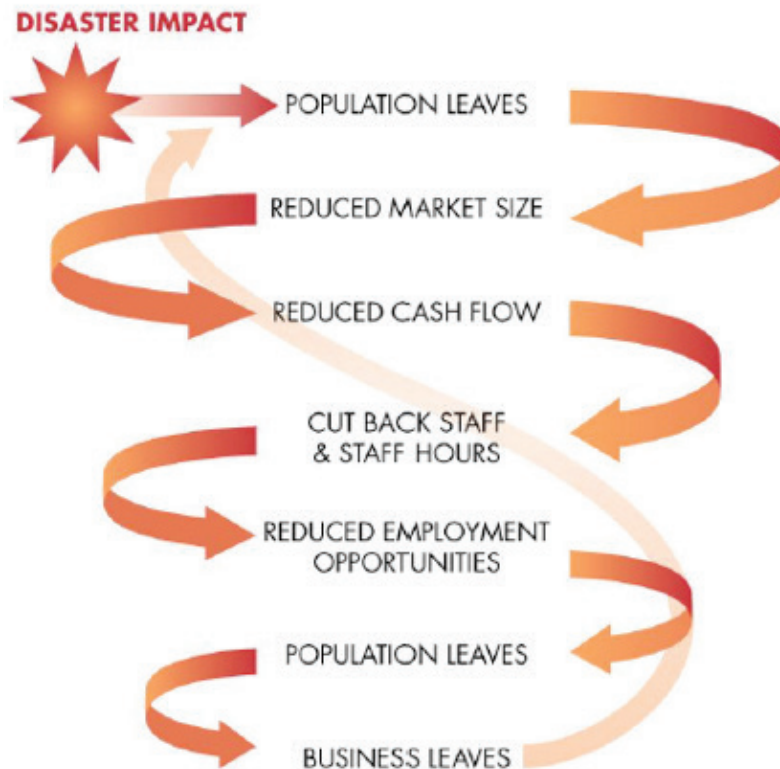 DISASTER IMPACT
POPULATION LEAVES
REDUCED MARKET SIZE
REDUCED CASH FLOW
CUT BACK STAFF
& STAFF HOURS
REDUCED EMPLOYMENT
OPPORTUNITIES
POPULATION LEAVES
BUSINESS LEAVES